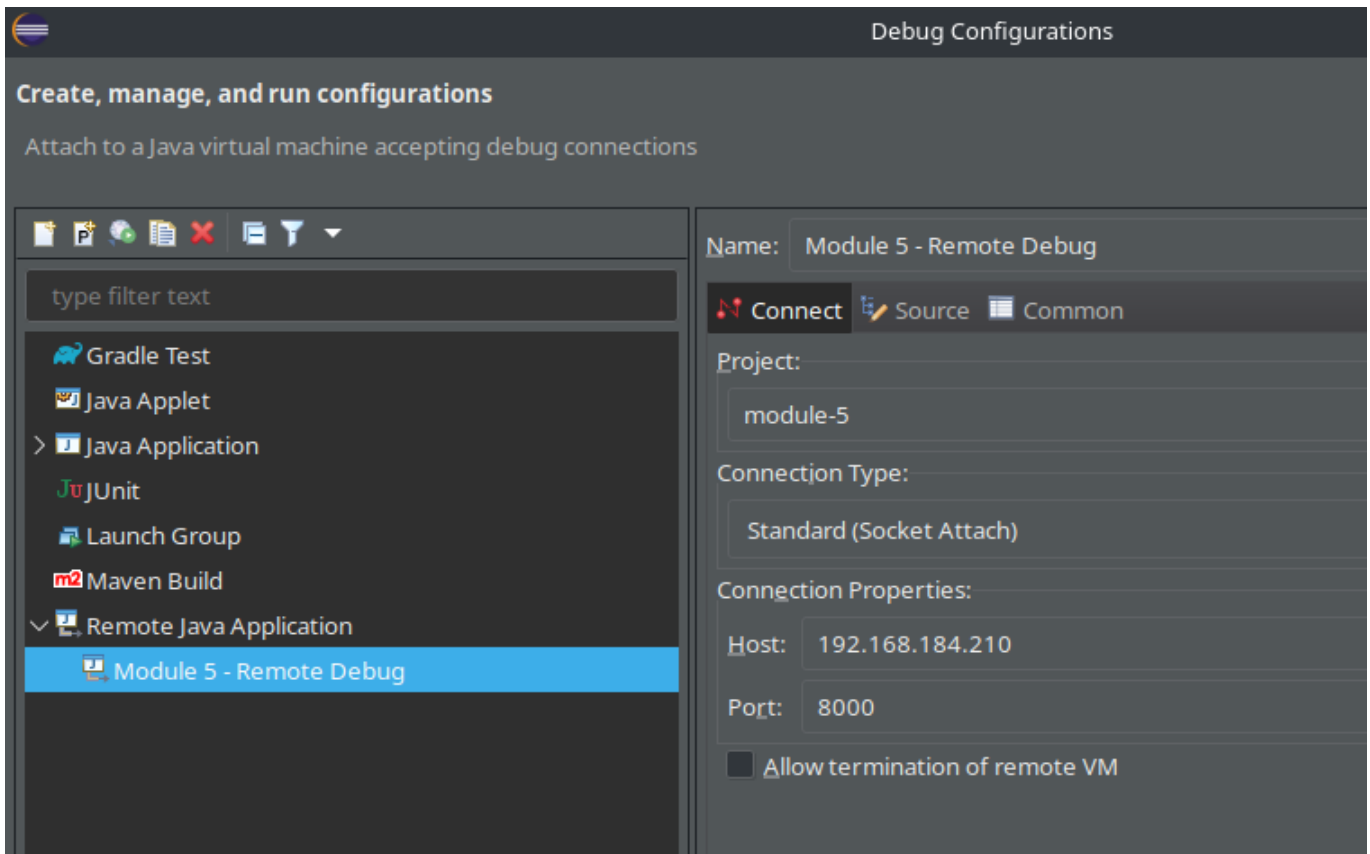 Debug Configurations
Create, manage, and run configurations
Attach to a Java virtual machine accepting debug connections
type filter text
Gradle Test
Java Applet
Java Application
JUnit
Launch Group
Maven Build
Remote Java Application
Module 5 - Remote Debug
Name: Module 5 - Remote Debug
Connect Source Common
Project:
module-5
Connection Type:
Standard (Socket Attach)
Connection Properties:
Host: 192.168.184.210
Port: 8000
Allow termination of remote VM